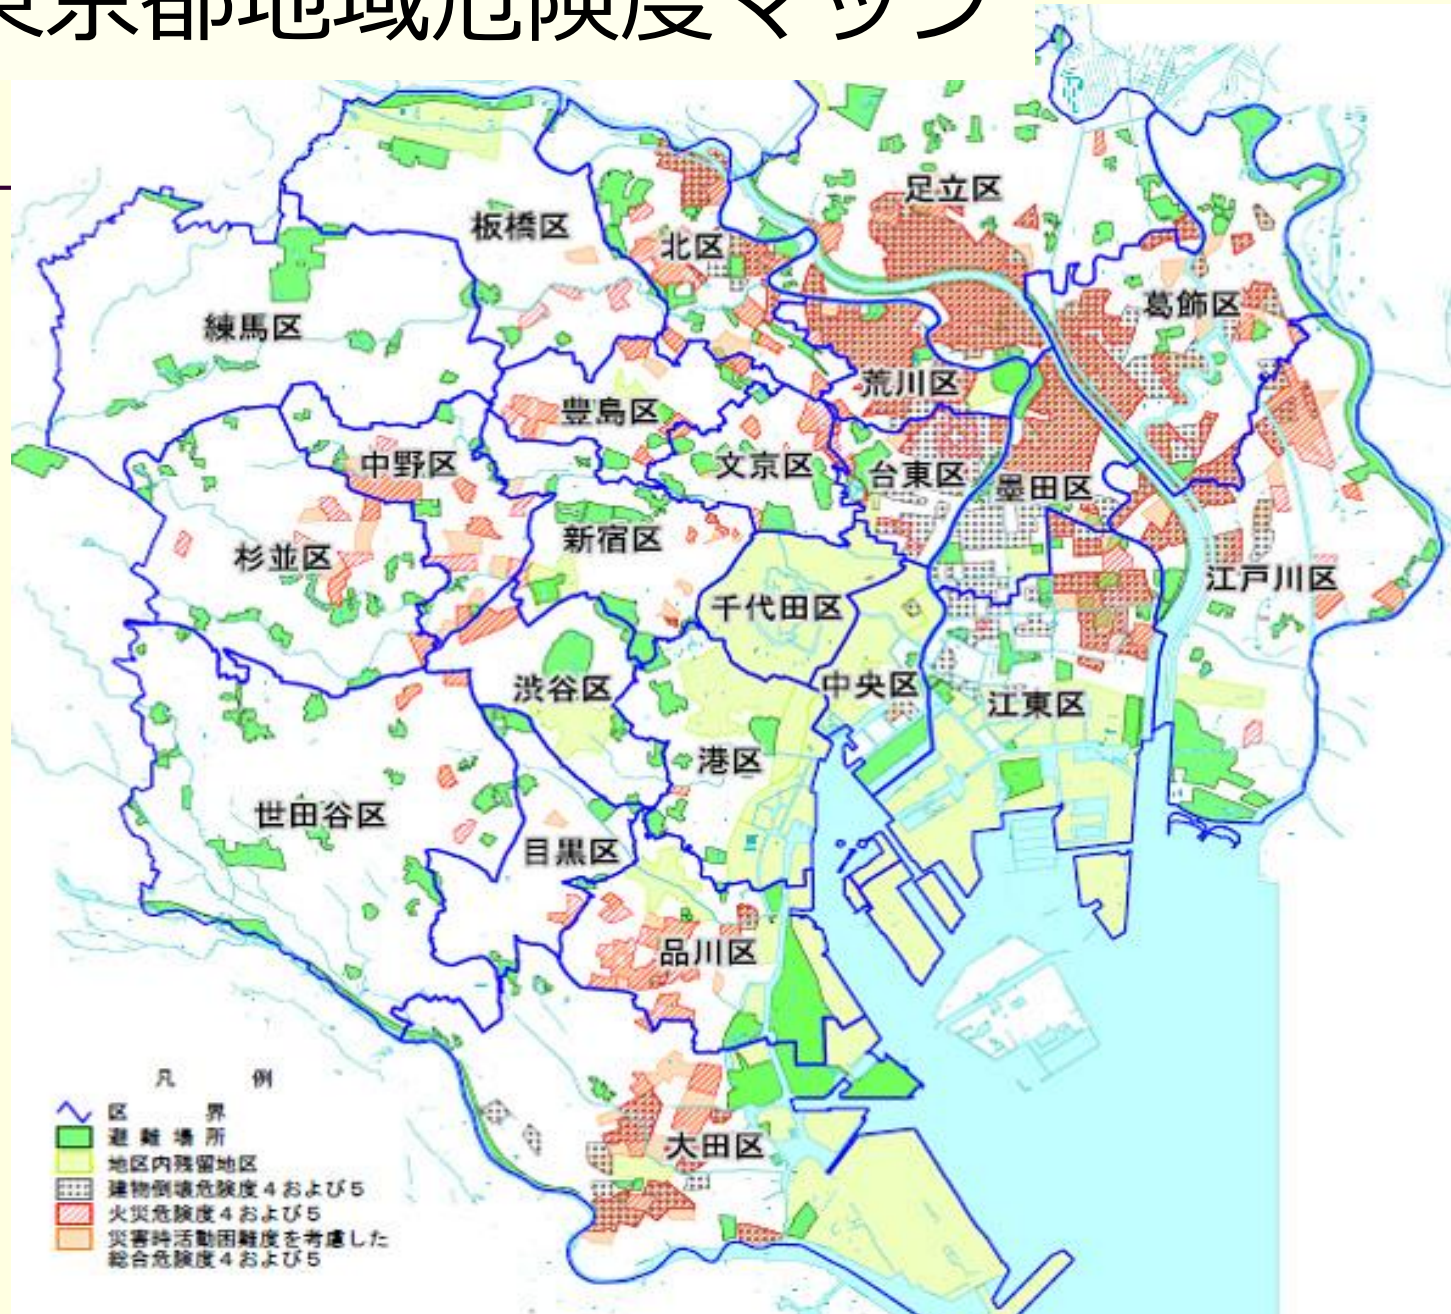 東京都地域危険度マップ
足立区
板橋区
北区
葛飾区
練馬区
荒川区
豊島区
中野区
文京区
台東区
墨田区
新宿区
杉並区
江戸川区
千代田区
渋谷区
中央区
江東区
港区
世田谷区
目黒区
品川区
大田区
凡 例
区 界
避難場所
地区内残留地区
建物倒壊危険度4および5
火災危険度4および5
災害時活動困難度を考慮した
総合危険度4および5